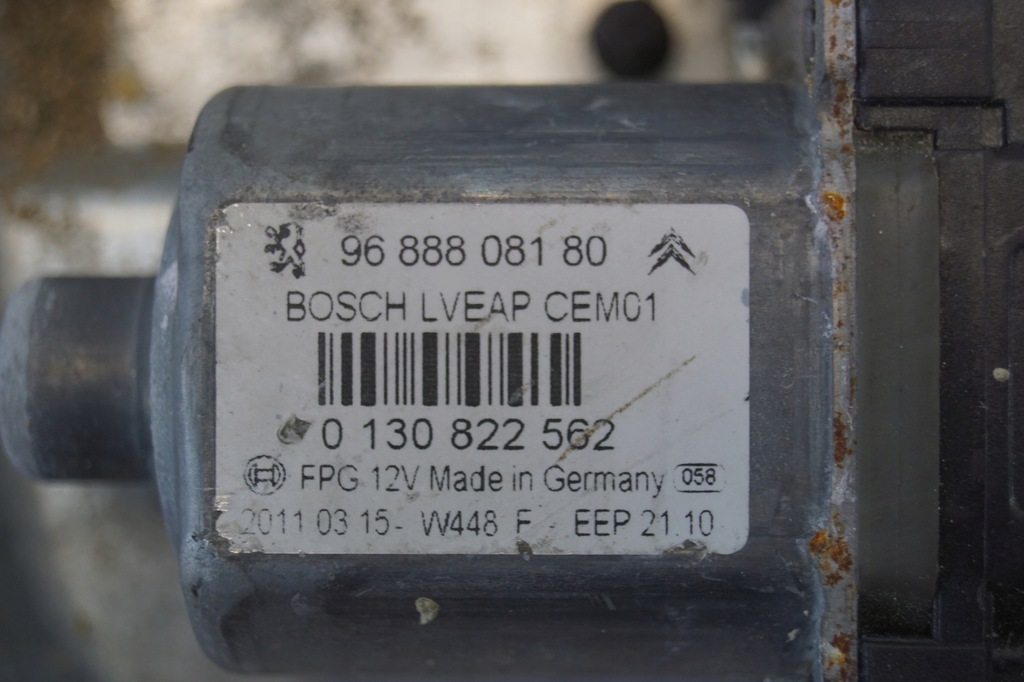 96 888 081 80
BOSCH LVEAP CEM01
0 130 822 562
FPG 12V Made in Germany 058
2011 03 15- W448 F - EEP 21.10